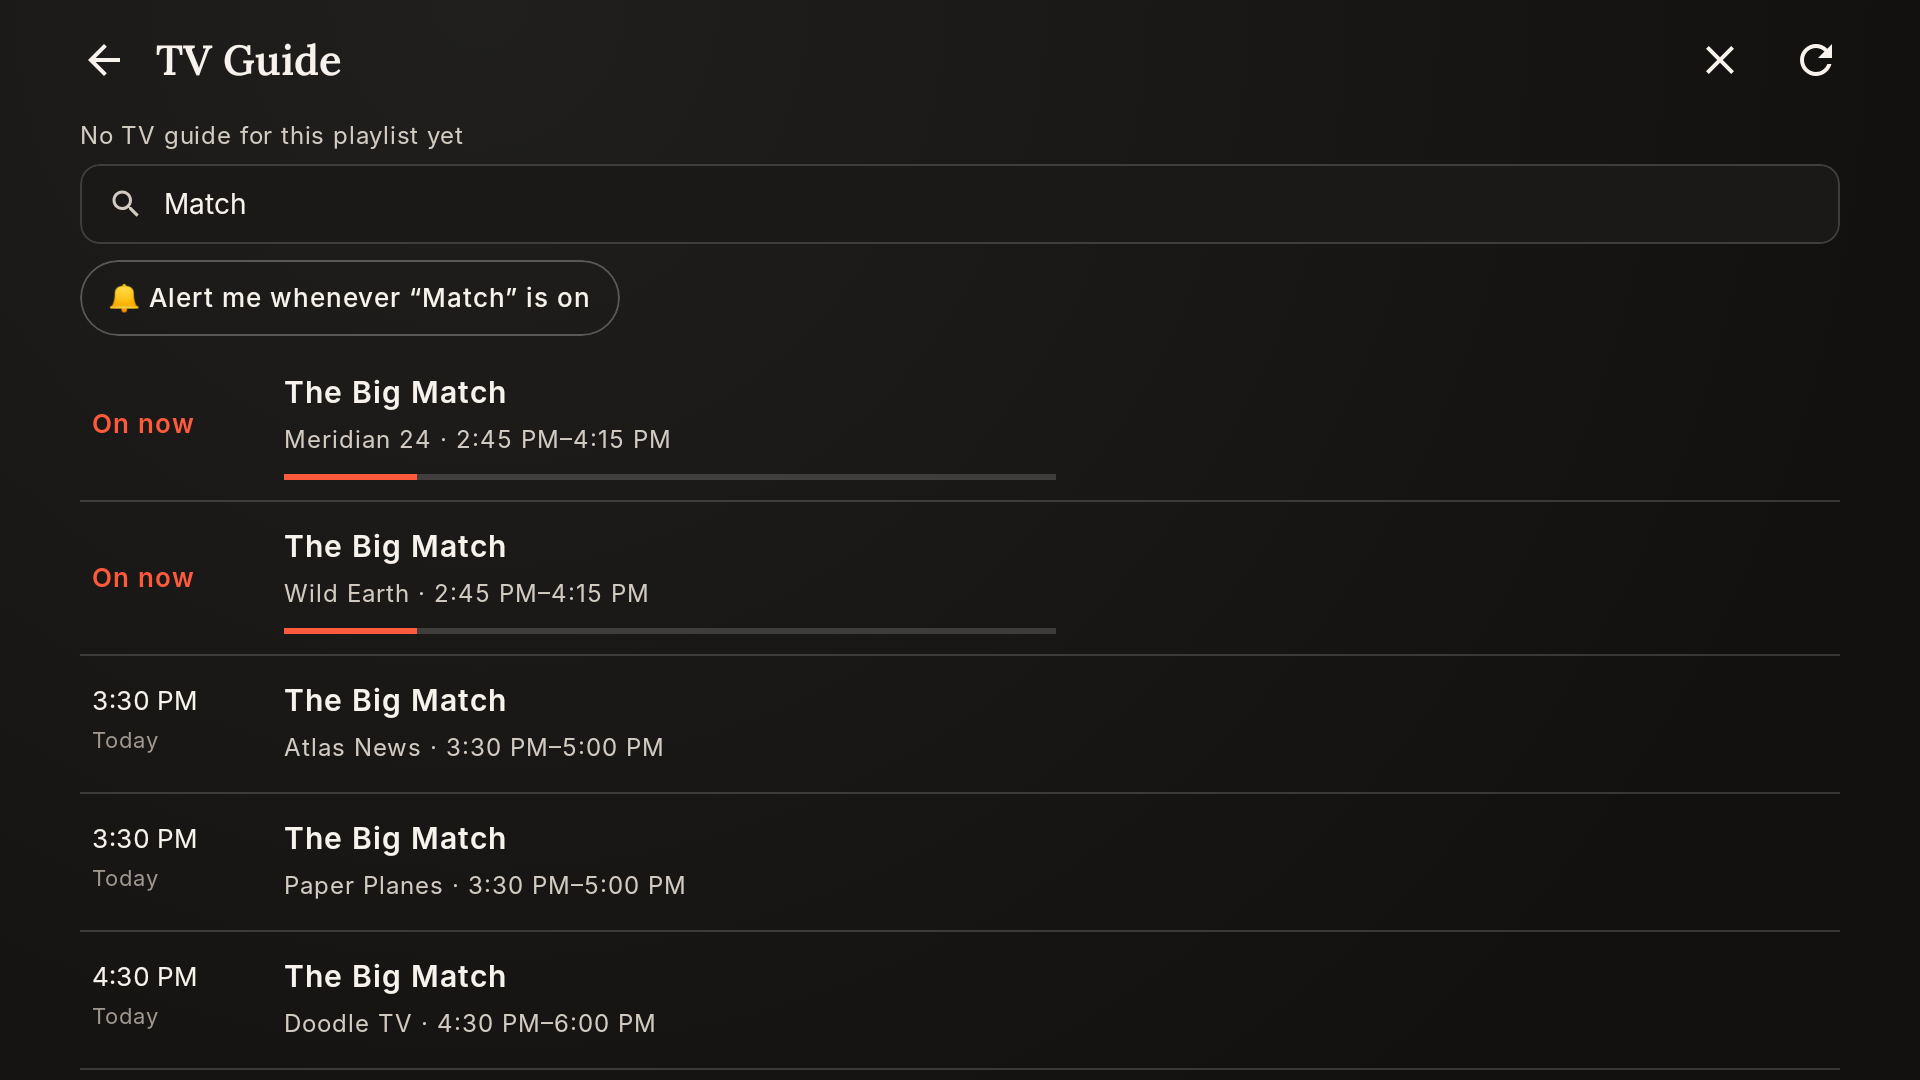 TV Guide
No TV guide for this playlist yet
Match
🔔 Alert me whenever “Match” is on
On now
The Big Match
Meridian 24 · 2:45 PM–4:15 PM
On now
The Big Match
Wild Earth · 2:45 PM–4:15 PM
3:30 PM
Today
The Big Match
Atlas News · 3:30 PM–5:00 PM
3:30 PM
Today
The Big Match
Paper Planes · 3:30 PM–5:00 PM
4:30 PM
Today
The Big Match
Doodle TV · 4:30 PM–6:00 PM